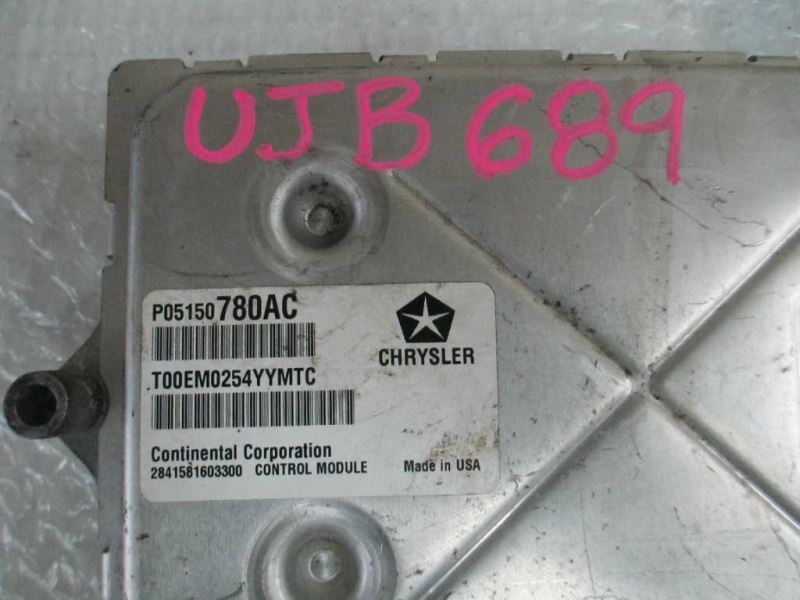 UJB 689
P05150780AC
CHRYSLER
T00EM0254YYMTC
Continental Corporation
2841581603300 CONTROL MODULE Made in USA